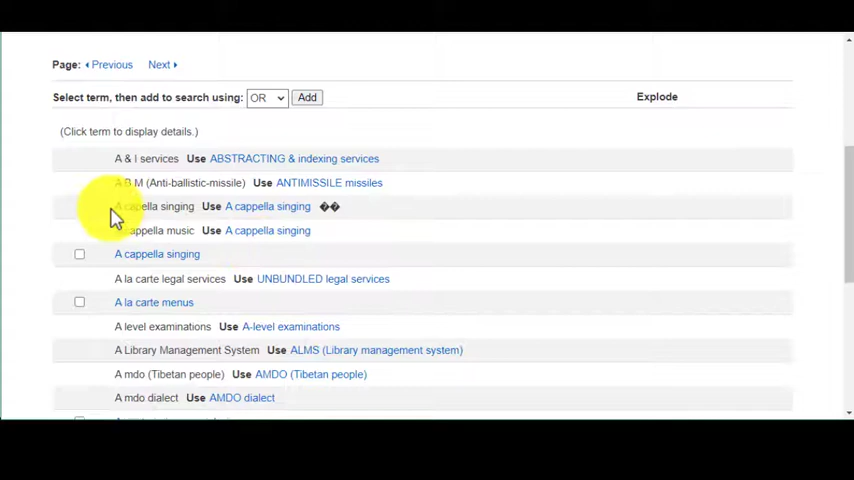 Page: Previous Next
Select term, then add to search using: OR Add Explode
(Click term to display details.)
A & I services Use ABSTRACTING & indexing services
A B M (Anti-ballistic-missile) Use ANTIMISSILE missiles
A capella singing Use A cappella singing ��
A cappella music Use A cappella singing
A cappella singing
A la carte legal services Use UNBUNDLED legal services
A la carte menus
A level examinations Use A-level examinations
A Library Management System Use ALMS (Library management system)
A mdo (Tibetan people) Use AMDO (Tibetan people)
A mdo dialect Use AMDO dialect